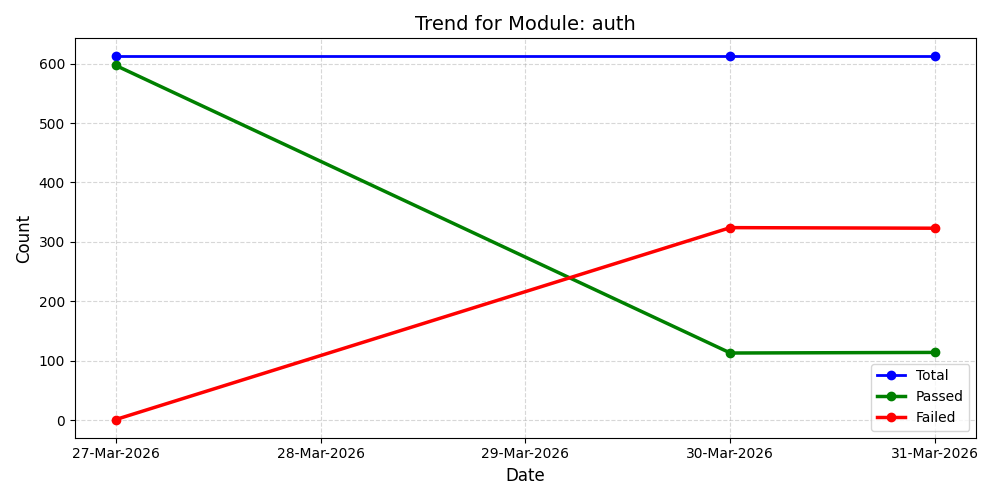 Trend for Module: auth
Count
600
500
400
300
200
100
0
27-Mar-2026 28-Mar-2026 29-Mar-2026 30-Mar-2026 31-Mar-2026
Date
Total
Passed
Failed